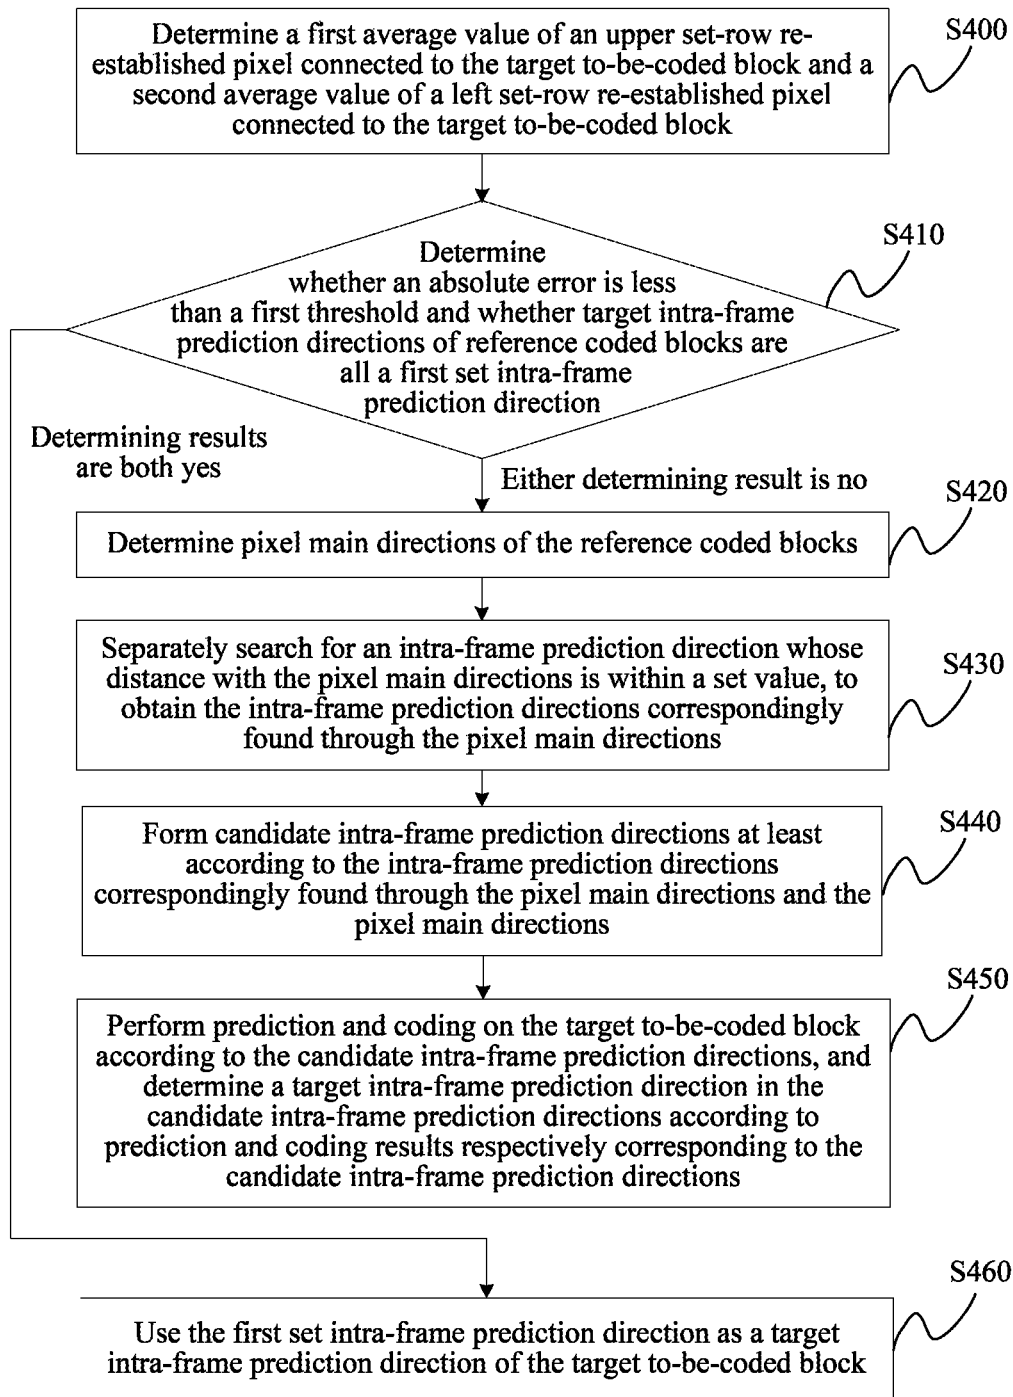 Determine a first average value of an upper set-row re-
established pixel connected to the target to-be-coded block and a
second average value of a left set-row re-established pixel
connected to the target to-be-coded block
S400
Determine
whether an absolute error is less
than a first threshold and whether target intra-frame
prediction directions of reference coded blocks are
all a first set intra-frame
prediction direction
S410
Determining results
are both yes
Either determining result is no
S420
Determine pixel main directions of the reference coded blocks
Separately search for an intra-frame prediction direction whose
distance with the pixel main directions is within a set value, to
obtain the intra-frame prediction directions correspondingly
found through the pixel main directions
S430
Form candidate intra-frame prediction directions at least
according to the intra-frame prediction directions
correspondingly found through the pixel main directions and the
pixel main directions
S440
Perform prediction and coding on the target to-be-coded block
according to the candidate intra-frame prediction directions, and
determine a target intra-frame prediction direction in the
candidate intra-frame prediction directions according to
prediction and coding results respectively corresponding to the
candidate intra-frame prediction directions
S450
S460
Use the first set intra-frame prediction direction as a target
intra-frame prediction direction of the target to-be-coded block